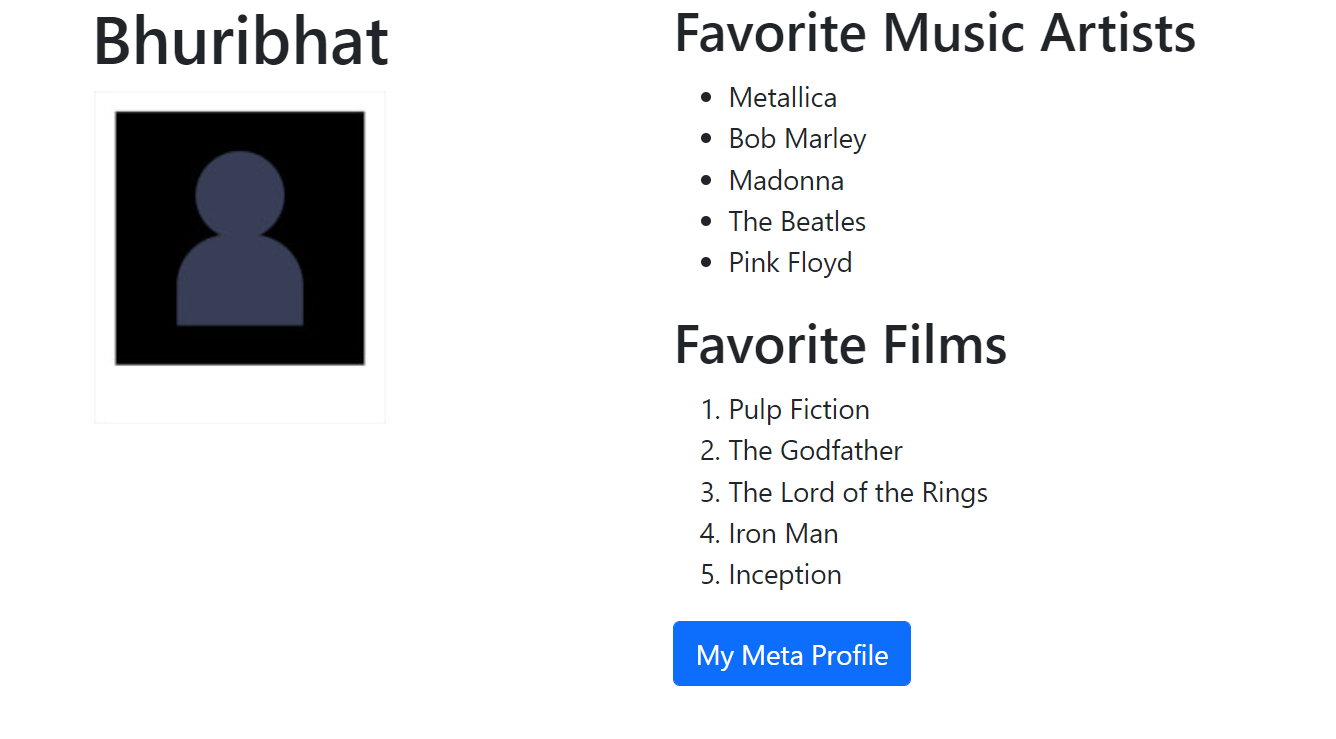 Bhuribhat
Favorite Music Artists
• Metallica
• Bob Marley
• Madonna
• The Beatles
• Pink Floyd
Favorite Films
1. Pulp Fiction
2. The Godfather
3. The Lord of the Rings
4. Iron Man
5. Inception
My Meta Profile